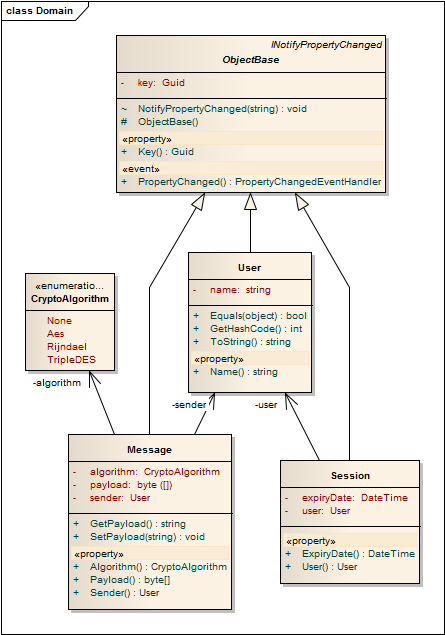 class Domain
INotifyPropertyChanged
ObjectBase
- key: Guid
~ NotifyPropertyChanged(string) : void
# ObjectBase()
«property»
+ Key() : Guid
«event»
+ PropertyChanged() : PropertyChangedEventHandler
«enumeratio...
CryptoAlgorithm
None
Aes
Rijndael
TripleDES
User
- name: string
+ Equals(object) : bool
+ GetHashCode() : int
+ ToString() : string
«property»
+ Name() : string
-algorithm
-sender
-user
Message
- algorithm: CryptoAlgorithm
- payload: byte ([])
- sender: User
+ GetPayload() : string
+ SetPayload(string) : void
«property»
+ Algorithm() : CryptoAlgorithm
+ Payload() : byte[]
+ Sender() : User
Session
- expiryDate: DateTime
- user: User
«property»
+ ExpiryDate() : DateTime
+ User() : User